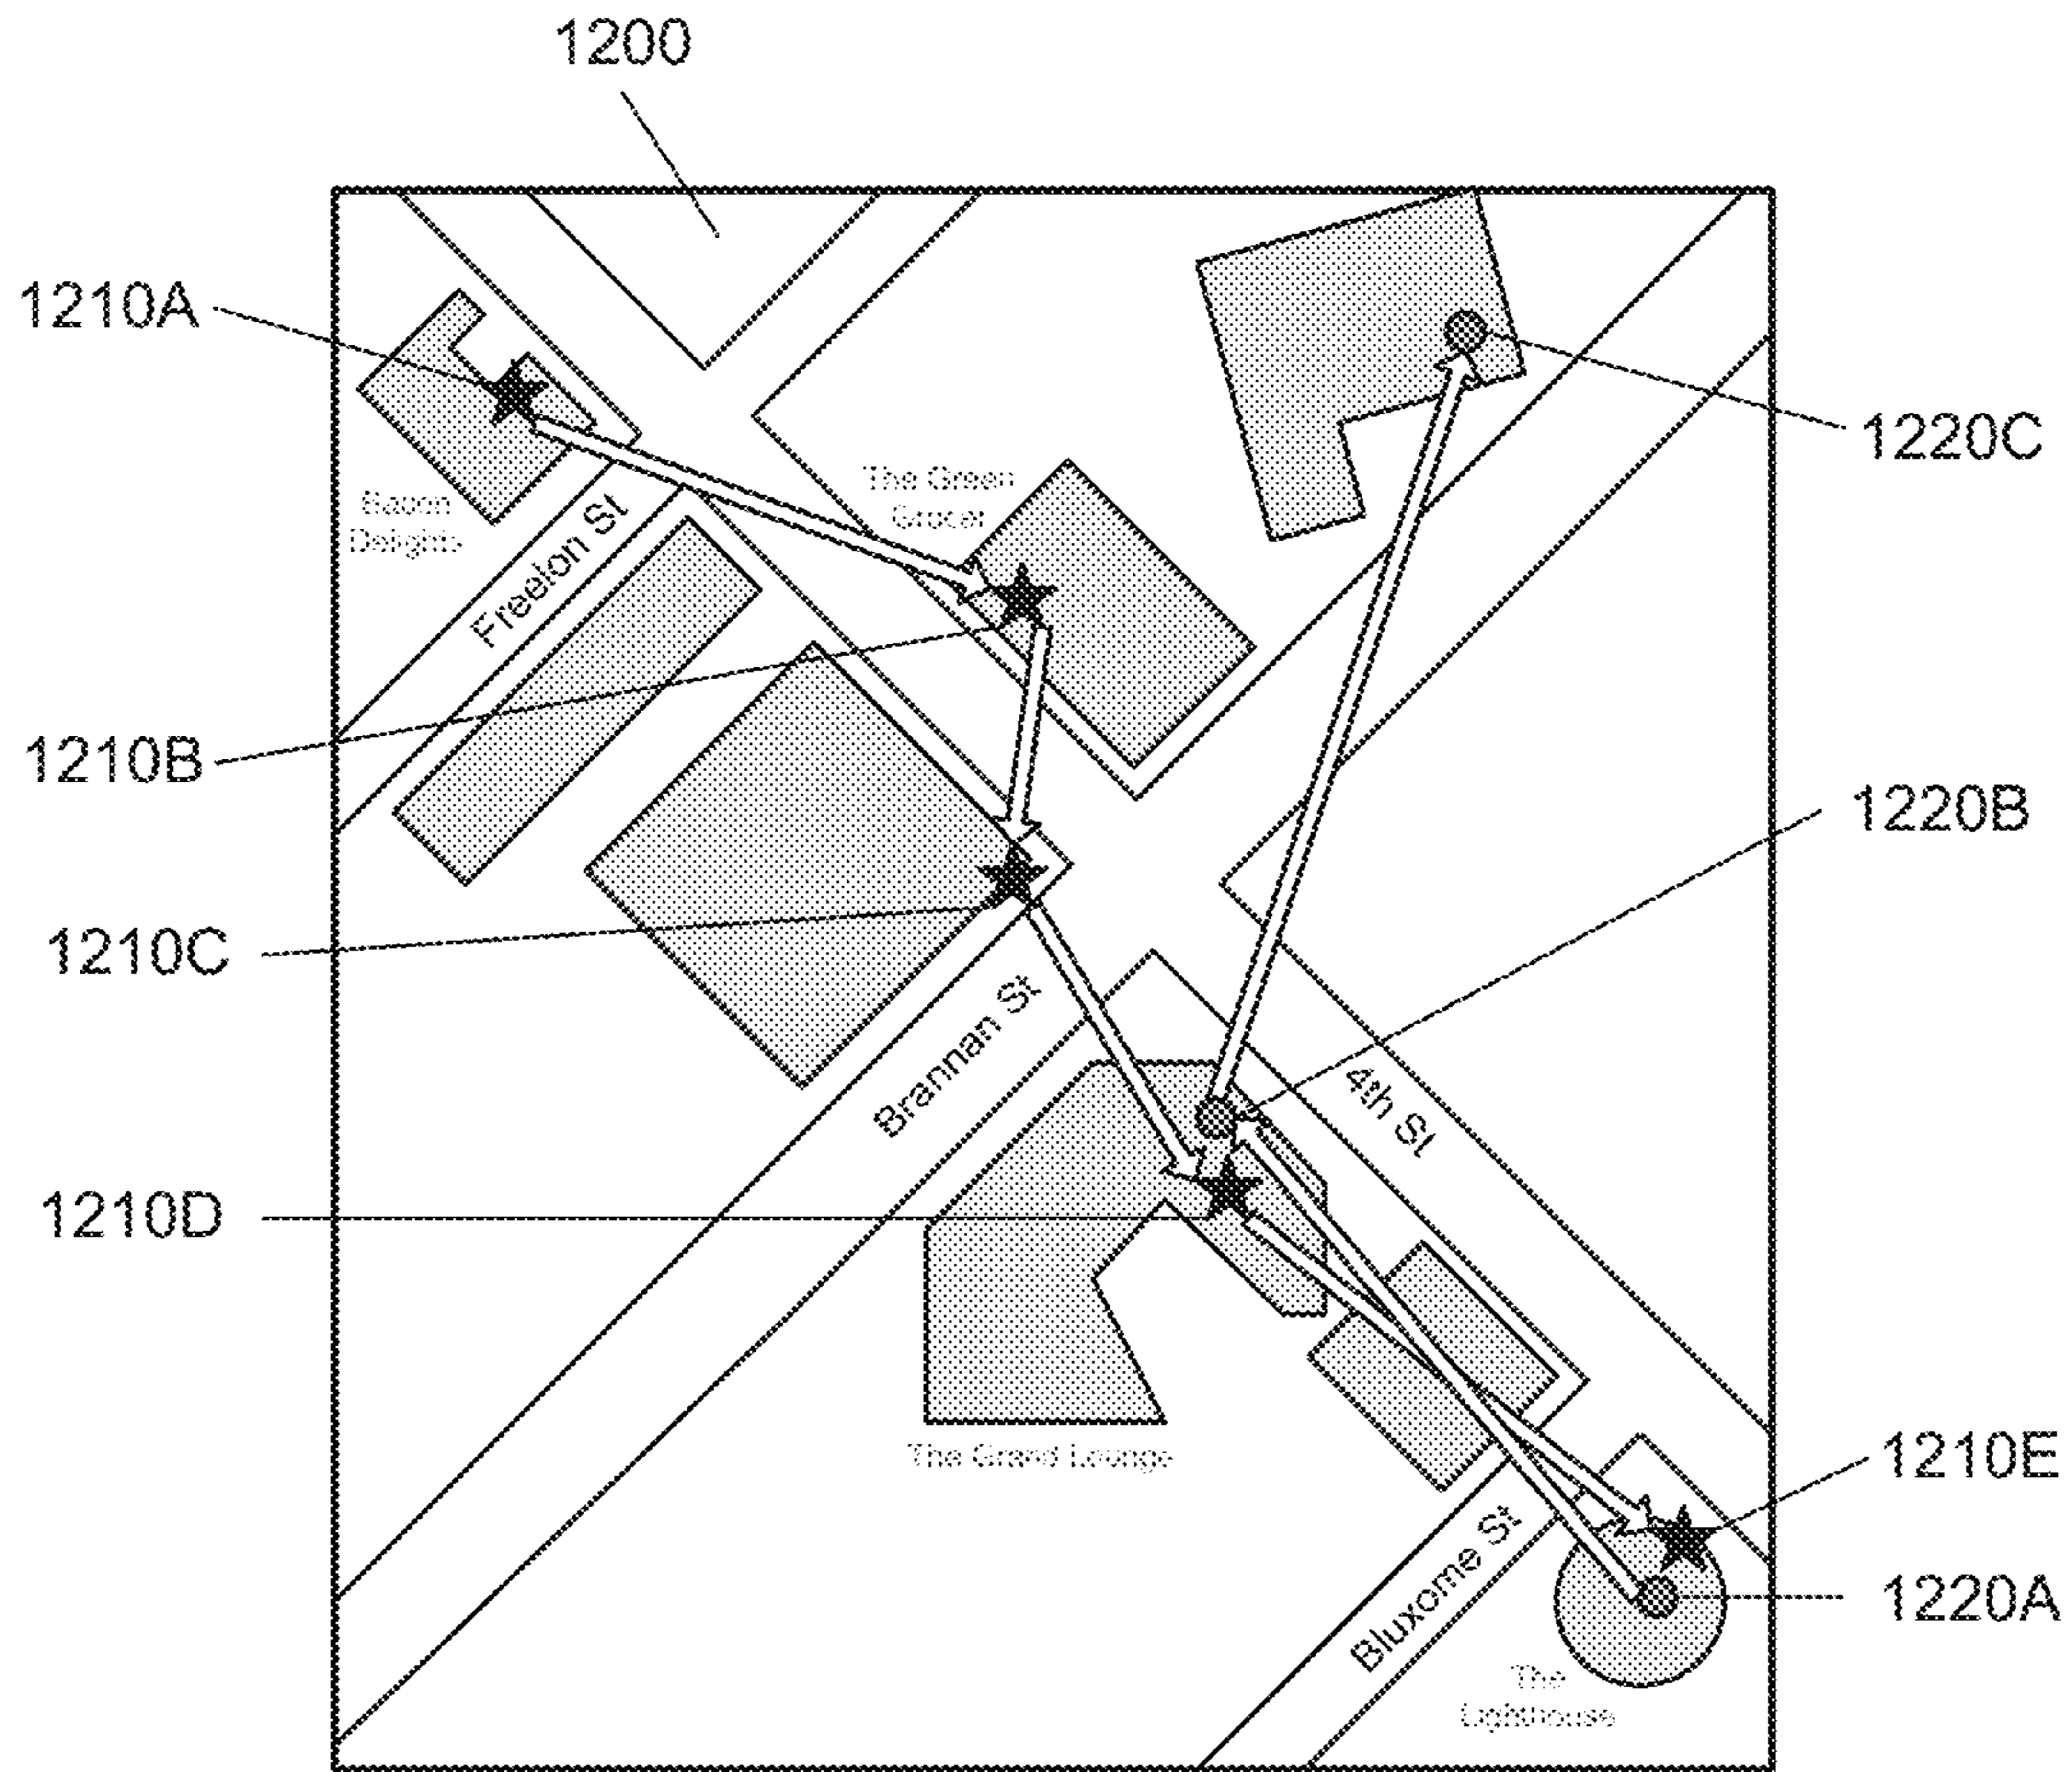 1200
1210A
1220C
The Green
Grocer
Bacon
Delights
Freelon St
1210B
1220B
1210C
Brannan St
4th St
1210D
The Grand Lounge
1210E
Bluxome St
1220A
The
Lighthouse